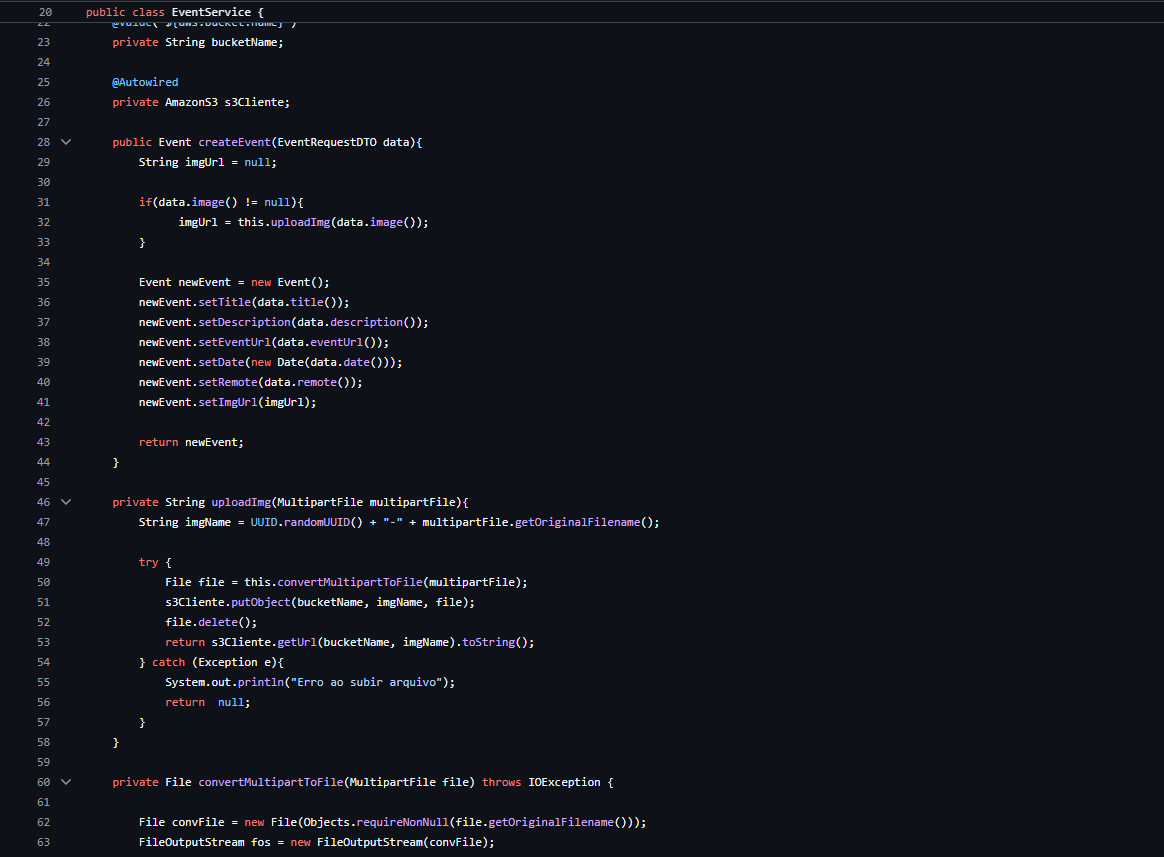 20 public class EventService {
22 @Value("${aws.bucket.name}")
23 private String bucketName;
24
25 @Autowired
26 private AmazonS3 s3Cliente;
27
28 public Event createEvent(EventRequestDTO data){
29 String imgUrl = null;
30
31 if(data.image() != null){
32 imgUrl = this.uploadImg(data.image());
33 }
34
35 Event newEvent = new Event();
36 newEvent.setTitle(data.title());
37 newEvent.setDescription(data.description());
38 newEvent.setEventUrl(data.eventUrl());
39 newEvent.setDate(new Date(data.date()));
40 newEvent.setRemote(data.remote());
41 newEvent.setImgUrl(imgUrl);
42
43 return newEvent;
44 }
45
46 private String uploadImg(MultipartFile multipartFile){
47 String imgName = UUID.randomUUID() + "-" + multipartFile.getOriginalFilename();
48
49 try {
50 File file = this.convertMultipartToFile(multipartFile);
51 s3Cliente.putObject(bucketName, imgName, file);
52 file.delete();
53 return s3Cliente.getUrl(bucketName, imgName).toString();
54 } catch (Exception e){
55 System.out.println("Erro ao subir arquivo");
56 return  null;
57 }
58 }
59
60 private File convertMultipartToFile(MultipartFile file) throws IOException {
61
62 File convFile = new File(Objects.requireNonNull(file.getOriginalFilename()));
63 FileOutputStream fos = new FileOutputStream(convFile);